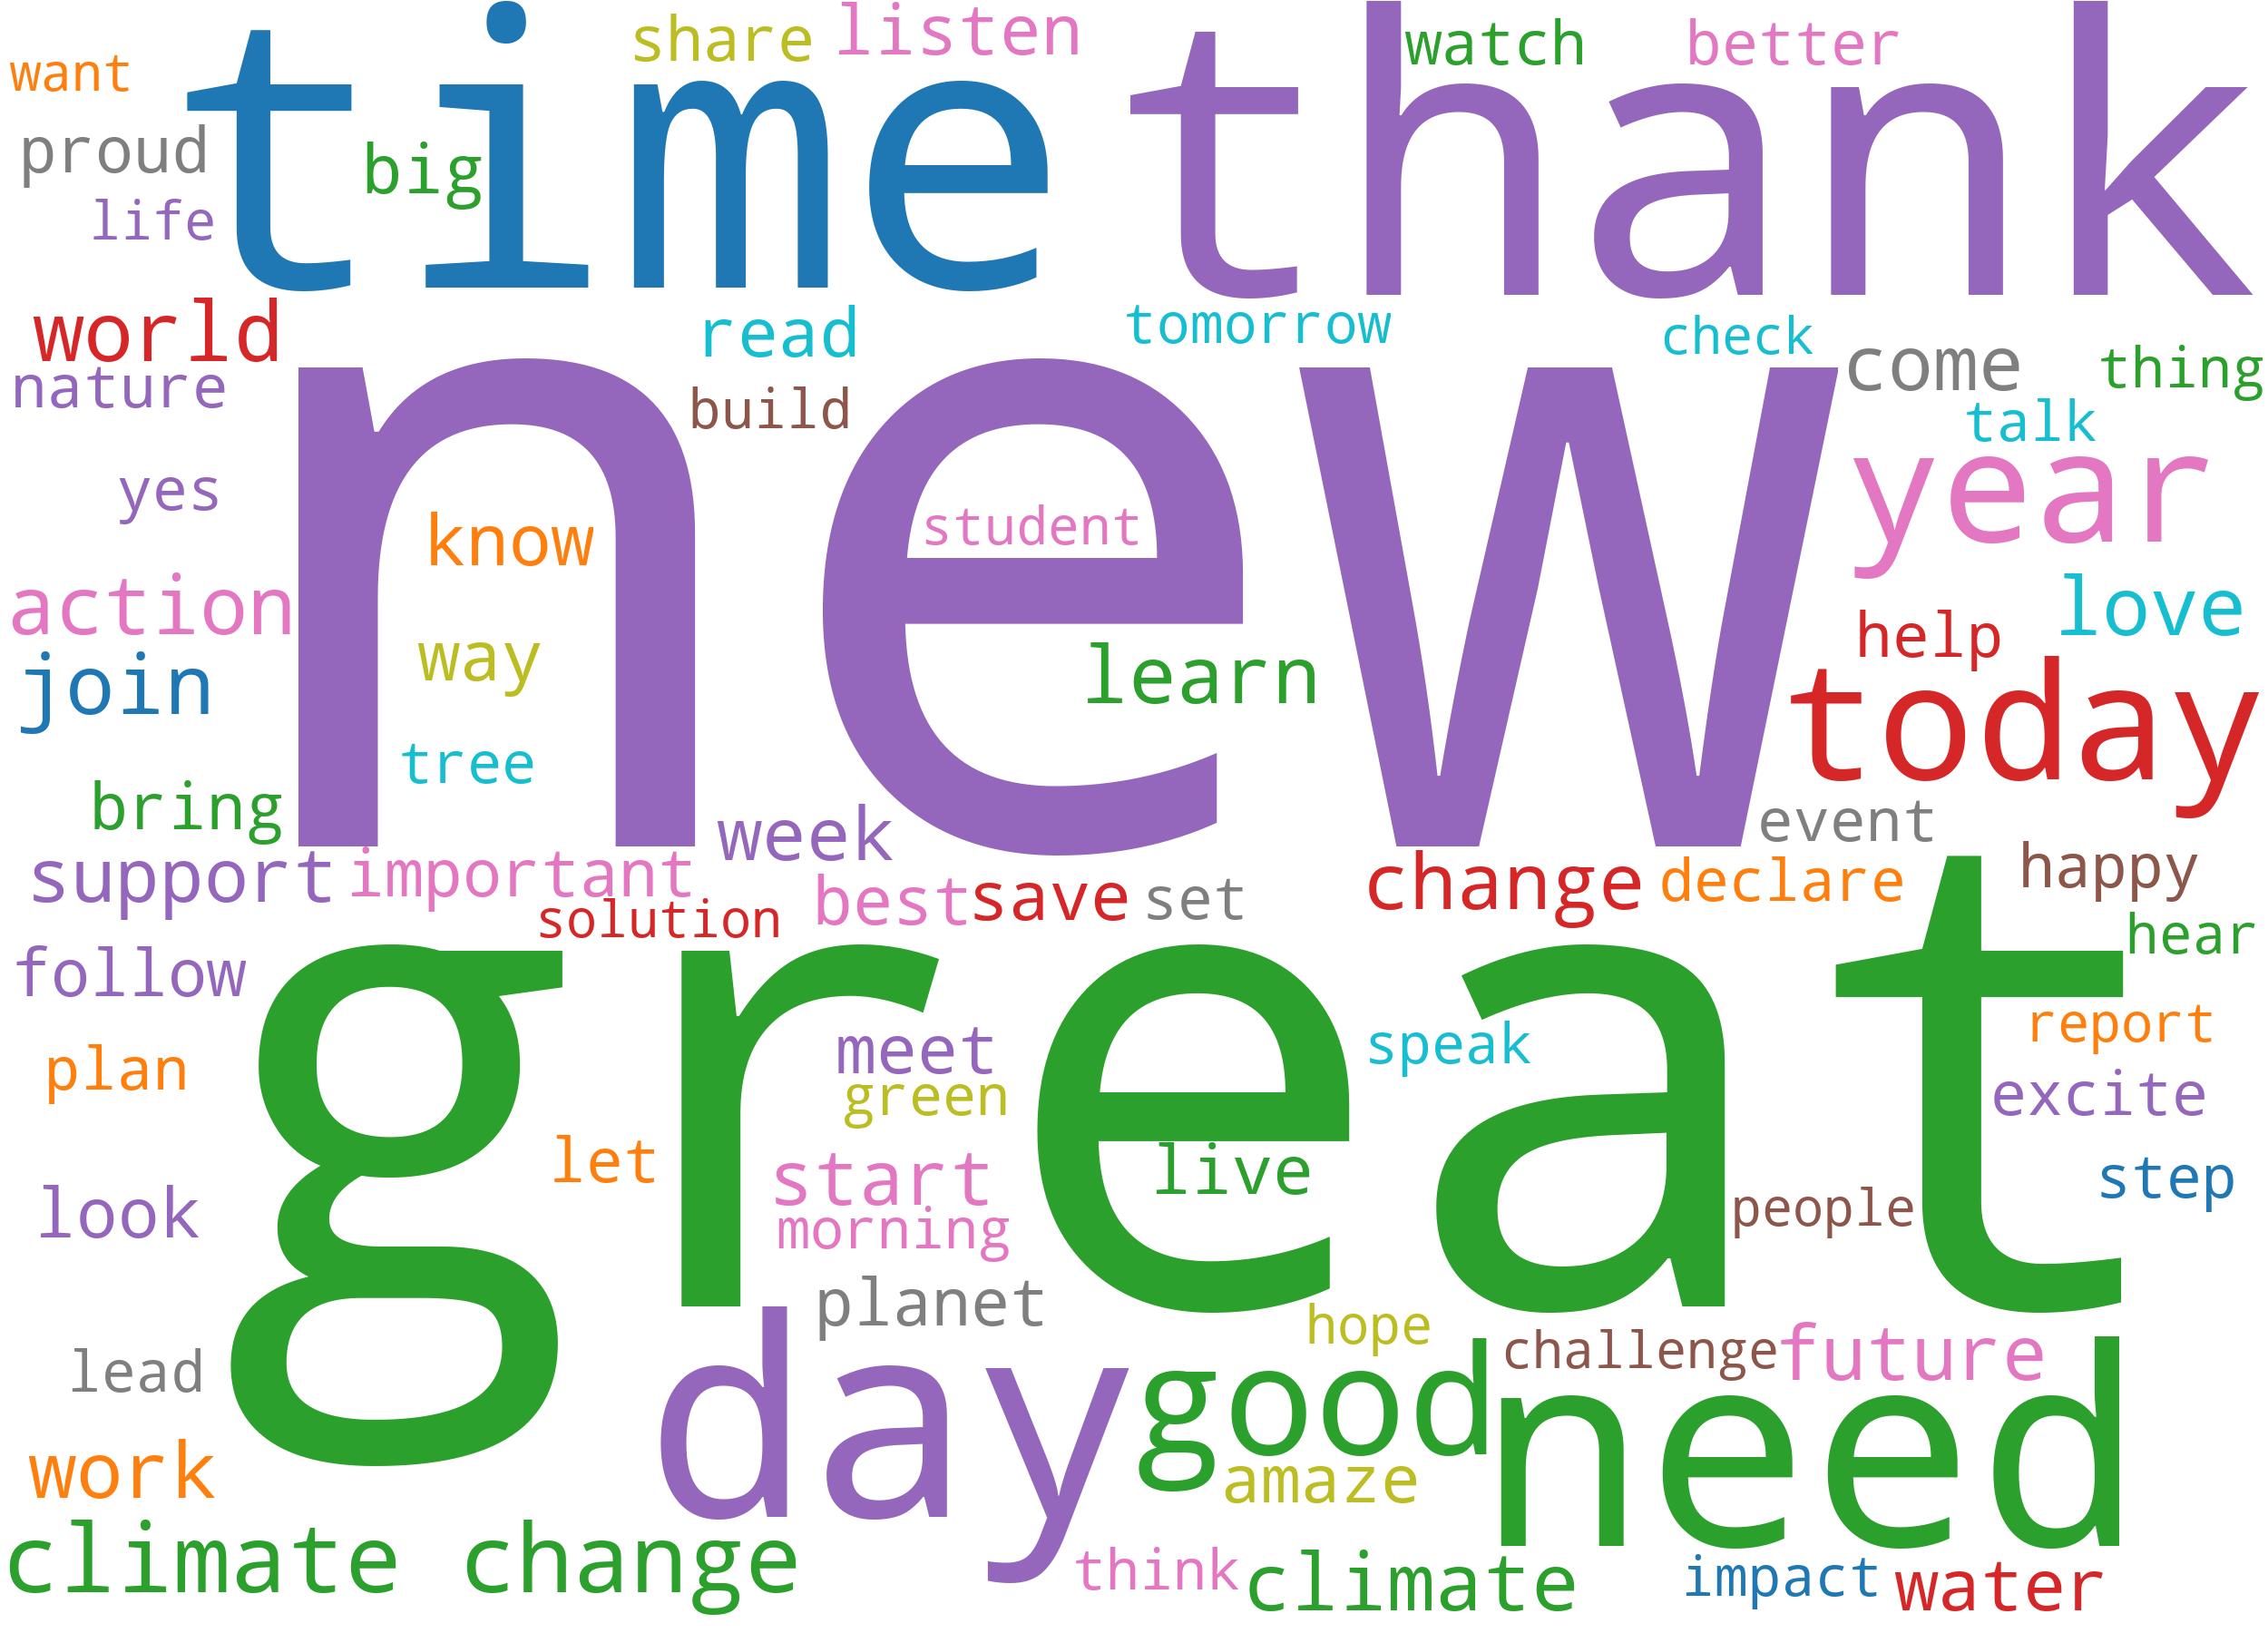 time
thank
share
listen
watch
better
want
proud
big
life
world
read
tomorrow
check
come
thing
nature
build
talk
new
year
yes
know
student
action
love
way
help
learn
join
today
tree
bring
week
event
support
important
best
save
set
change
declare
happy
solution
hear
great
follow
plan
meet
speak
report
green
excite
let
start
live
step
look
morning
people
planet
hope
challenge
future
lead
day
good
need
work
amaze
climate change
think
climate
impact
water